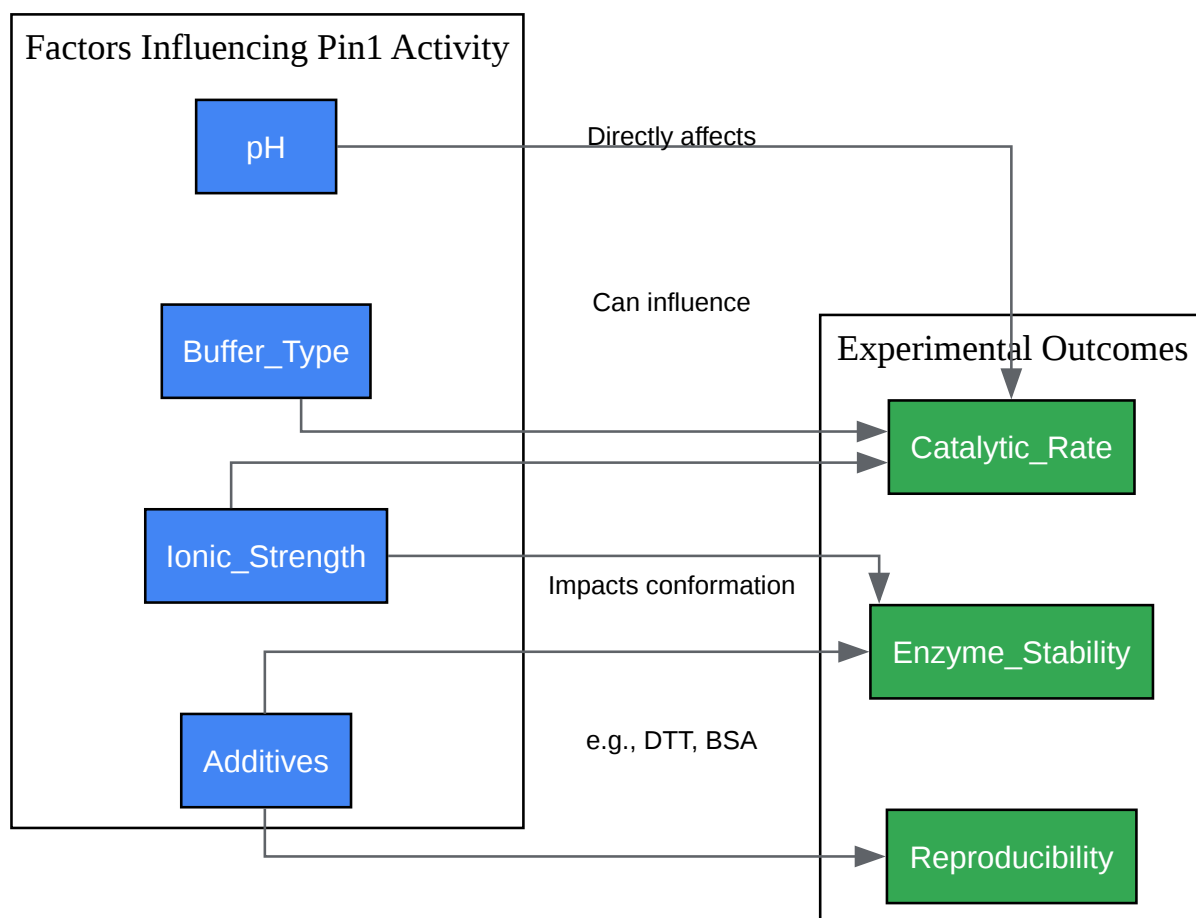 Factors Influencing Pin1 Activity
pH
Directly affects
Buffer_Type
Can influence
Experimental Outcomes
Catalytic_Rate
Ionic_Strength
Impacts conformation
Enzyme_Stability
Additives
e.g., DTT, BSA
Reproducibility